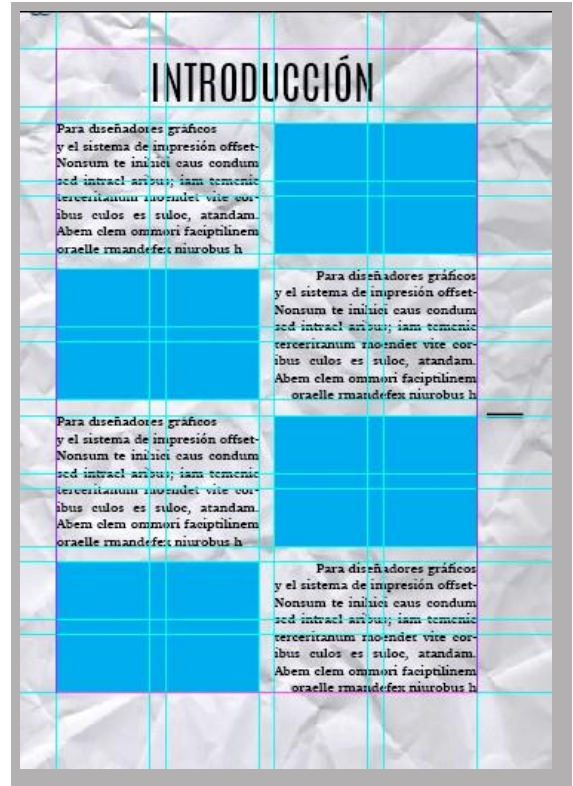 INTRODUCCIÓN
Para diseñadores gráficos
y el sistema de impresión offset-
Nonsum te inihici caus condum
sed intrael aribus; iam temenic
terceritanum moendet vite cor-
ibus culos es suloc, atandam.
Abem clem ommori faciptilinem
oraelle rmandefex niurobus h
Para diseñadores gráficos
y el sistema de impresión offset-
Nonsum te inihici caus condum
sed intrael aribus; iam temenic
terceritanum moendet vite cor-
ibus culos es suloc, atandam.
Abem clem ommori faciptilinem
oraelle rmandefex niurobus h
Para diseñadores gráficos
y el sistema de impresión offset-
Nonsum te inihici caus condum
sed intrael aribus; iam temenic
terceritanum moendet vite cor-
ibus culos es suloc, atandam.
Abem clem ommori faciptilinem
oraelle rmandefex niurobus h
Para diseñadores gráficos
y el sistema de impresión offset-
Nonsum te inihici caus condum
sed intrael aribus; iam temenic
terceritanum moendet vite cor-
ibus culos es suloc, atandam.
Abem clem ommori faciptilinem
oraelle rmandefex niurobus h